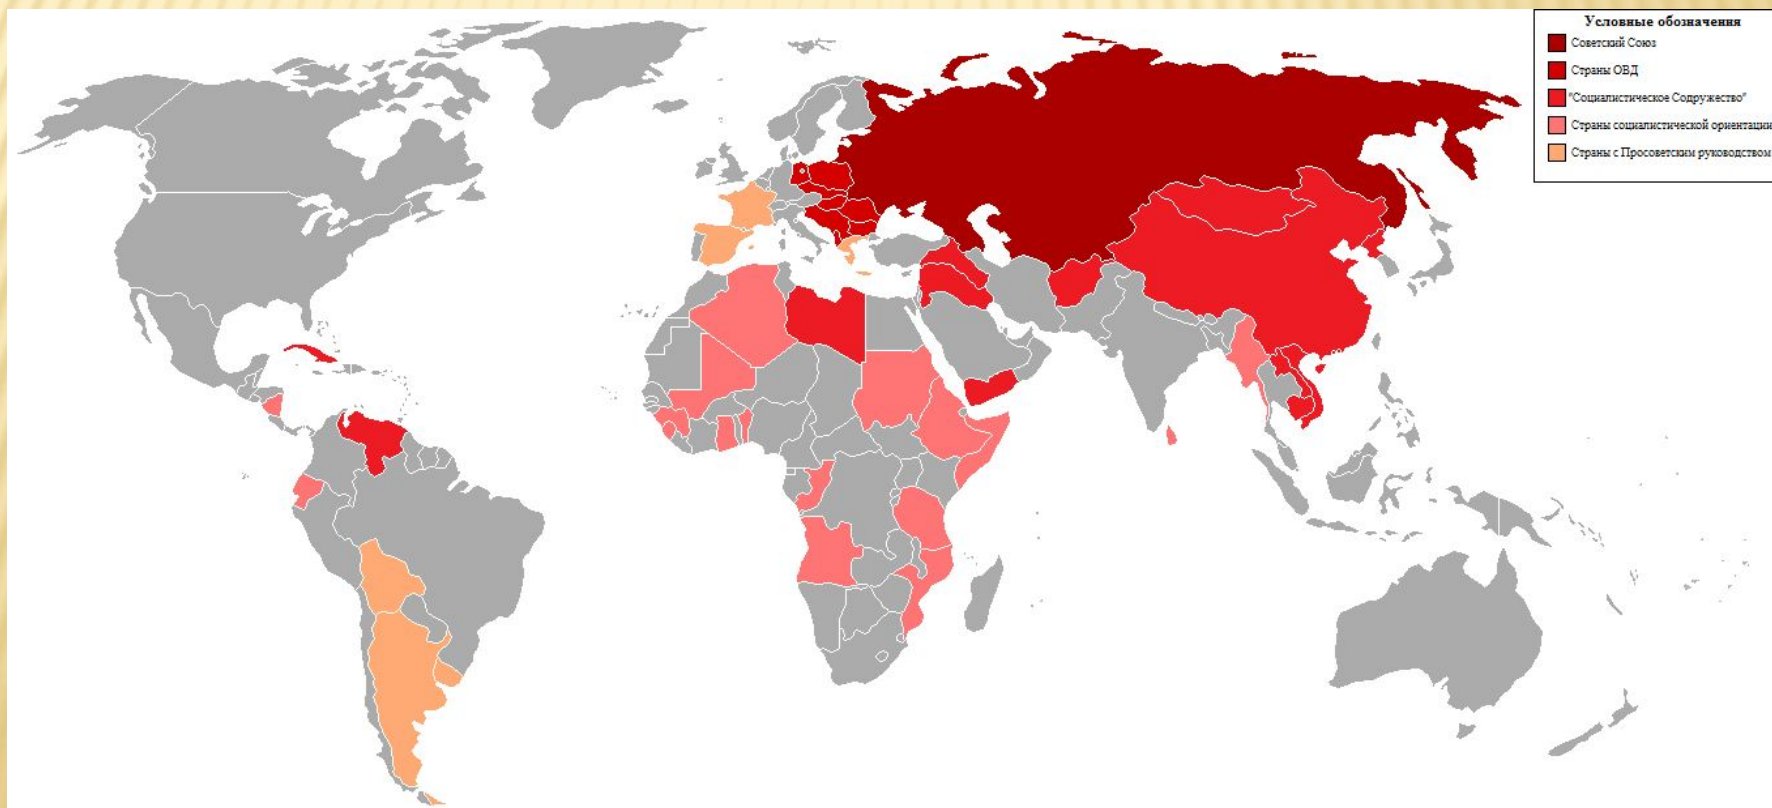 Условные обозначения
Советский Союз
Страны ОВД
"Социалистическое Содружество"
Страны социалистической ориентации
Страны с Просоветским руководством